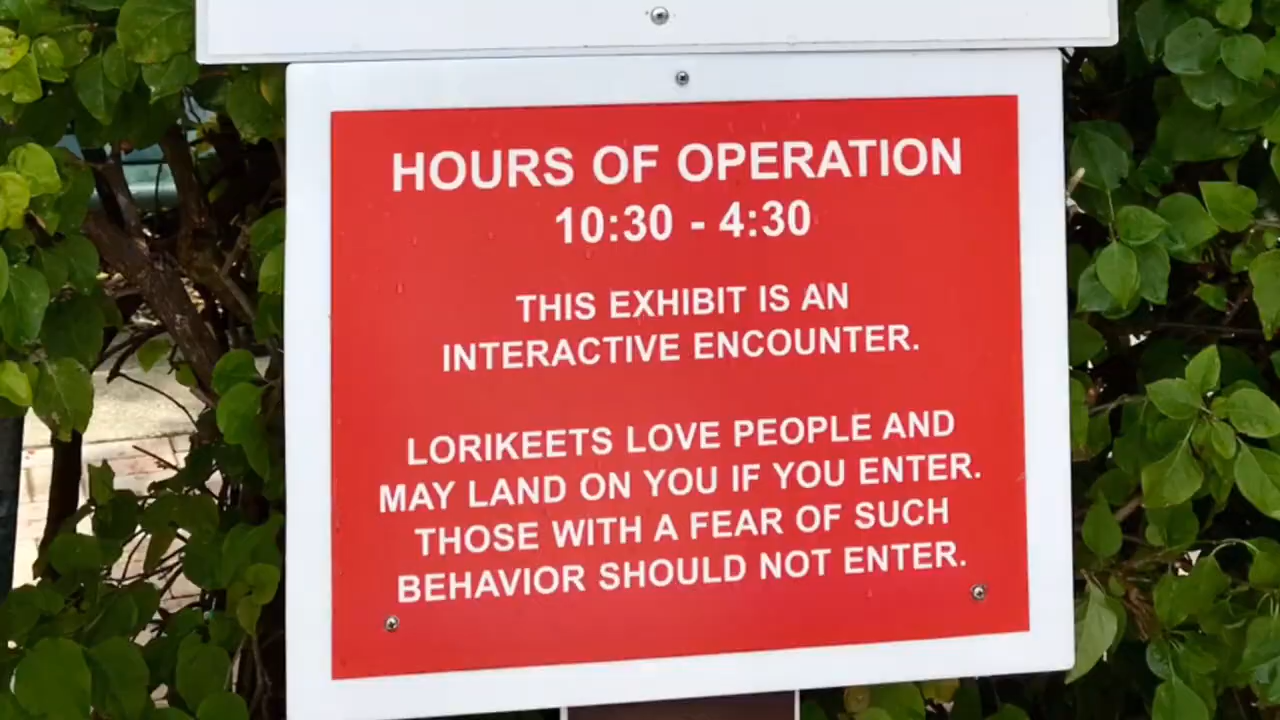 HOURS OF OPERATION
10:30 - 4:30
THIS EXHIBIT IS AN
INTERACTIVE ENCOUNTER.
LORIKEETS LOVE PEOPLE AND
MAY LAND ON YOU IF YOU ENTER.
THOSE WITH A FEAR OF SUCH
BEHAVIOR SHOULD NOT ENTER.